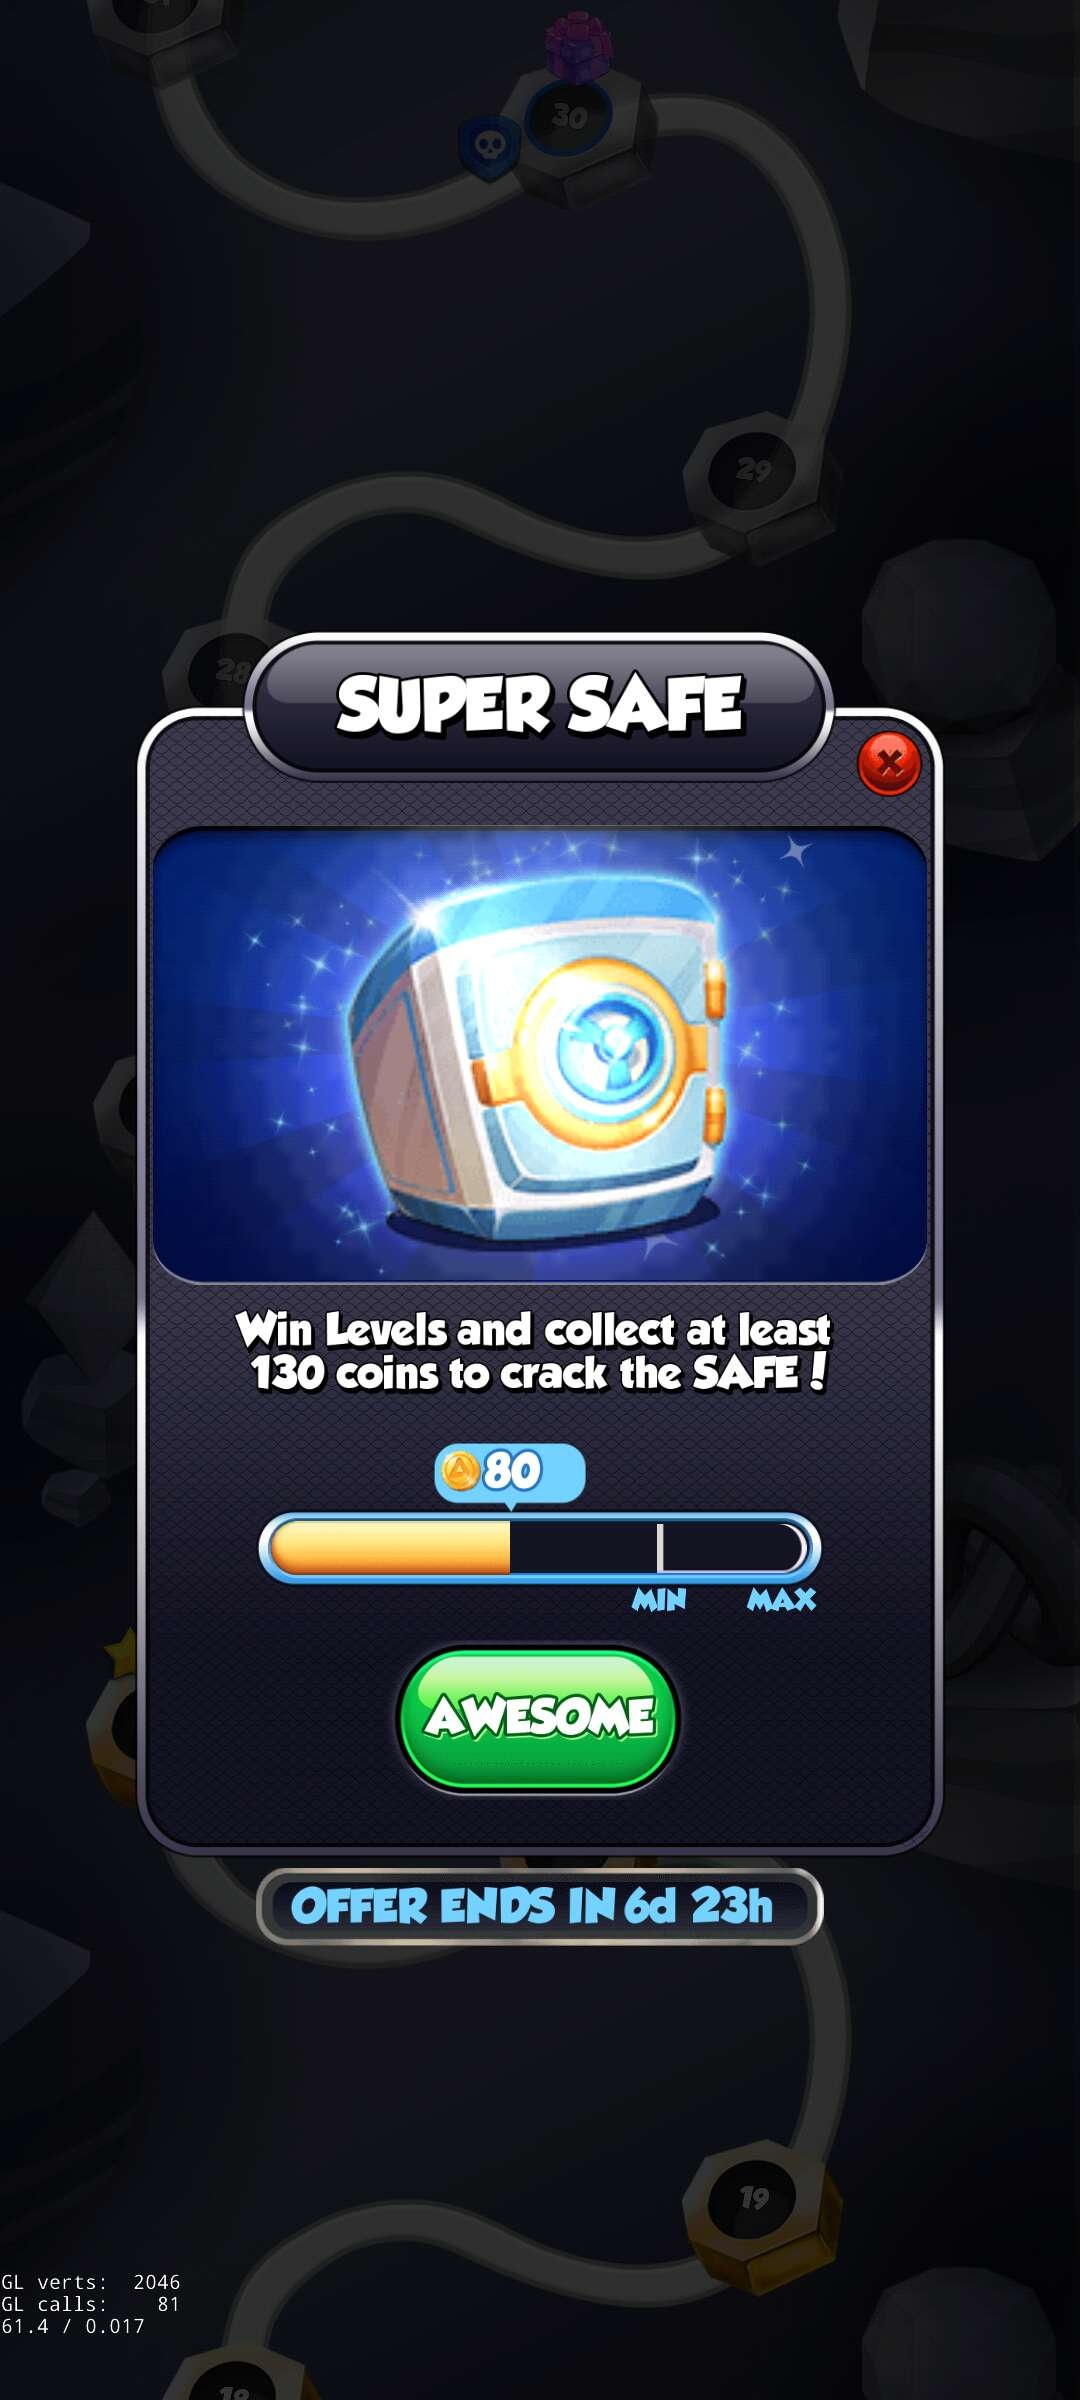 30
29
28
SUPER SAFE
Win Levels and collect at least
130 coins to crack the SAFE!
80
MIN MAX
AWESOME
OFFER ENDS IN 6d 23h
19
GL verts: 2046
GL calls: 81
61.4 / 0.017
18